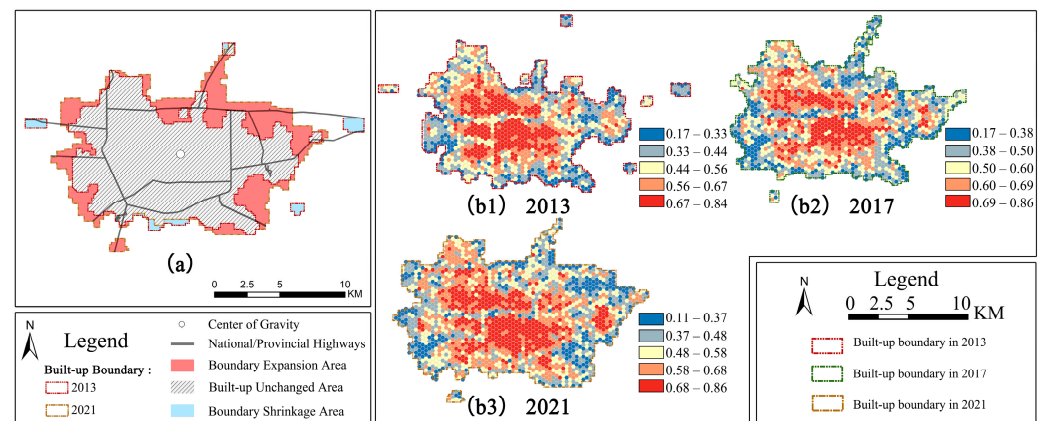 (a)
0 2.5 5 10
KM
N
Legend
Built-up Boundary :
2013
2021
Center of Gravity
National/Provincial Highways
Boundary Expansion Area
Built-up Unchanged Area
Boundary Shrinkage Area
0.17 – 0.33
0.33 – 0.44
0.44 – 0.56
0.56 – 0.67
0.67 – 0.84
(b1) 2013
0.17 – 0.38
0.38 – 0.50
0.50 – 0.60
0.60 – 0.69
0.69 – 0.86
(b2) 2017
0.11 – 0.37
0.37 – 0.48
0.48 – 0.58
0.58 – 0.68
0.68 – 0.86
(b3) 2021
N
Legend
0 2.5 5 10
KM
Built-up boundary in 2013
Built-up boundary in 2017
Built-up boundary in 2021